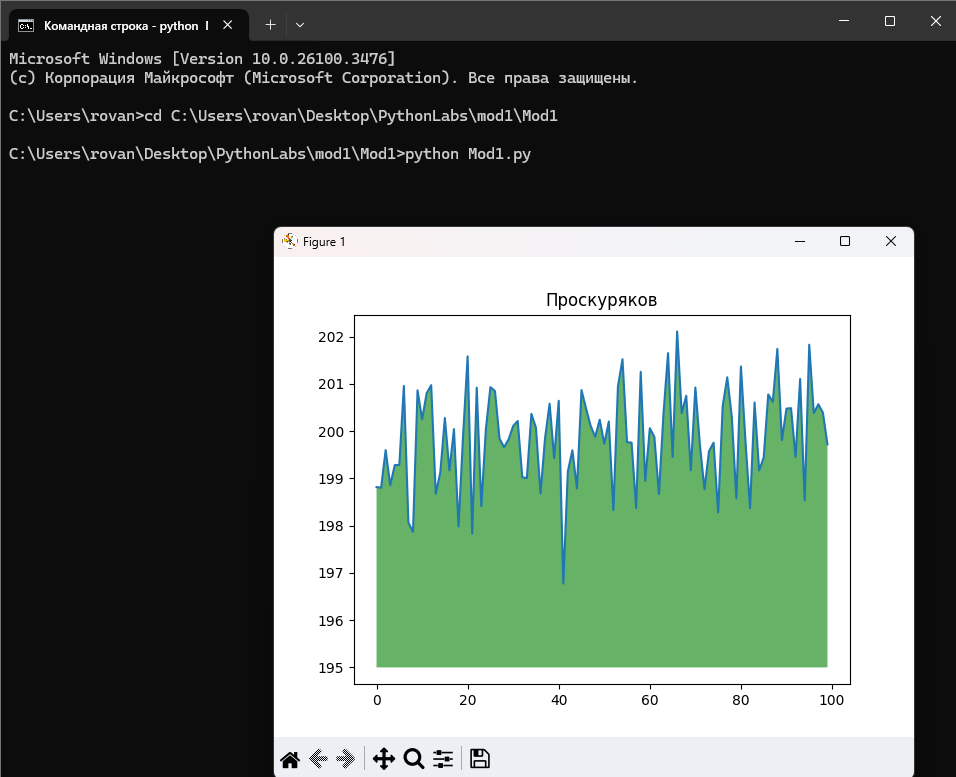 Командная строка - python I
Microsoft Windows [Version 10.0.26100.3476]
(c) Корпорация Майкрософт (Microsoft Corporation). Все права защищены.
C:\Users\rovan>cd C:\Users\rovan\Desktop\PythonLabs\mod1\Mod1
C:\Users\rovan\Desktop\PythonLabs\mod1\Mod1>python Mod1.py
Figure 1
Проскуряков
202
201
200
199
198
197
196
195
0 20 40 60 80 100